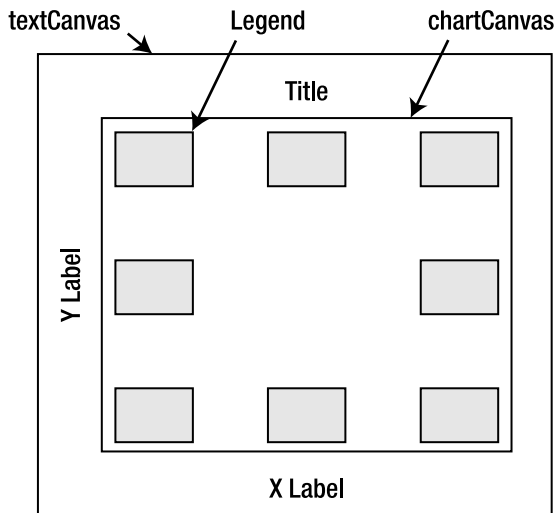 textCanvas
Legend
chartCanvas
Title
Y Label
X Label